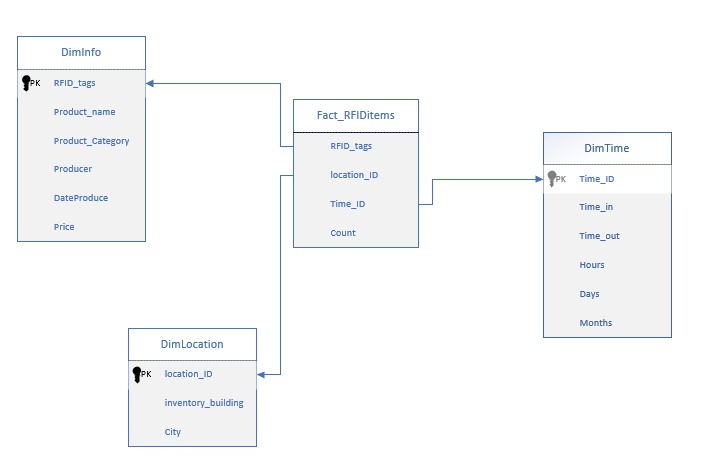 DimInfo
PK RFID_tags
Product_name
Product_Category
Producer
DateProduce
Price
Fact_RFIDitems
RFID_tags
location_ID
Time_ID
Count
DimTime
PK Time_ID
Time_in
Time_out
Hours
Days
Months
DimLocation
PK location_ID
inventory_building
City